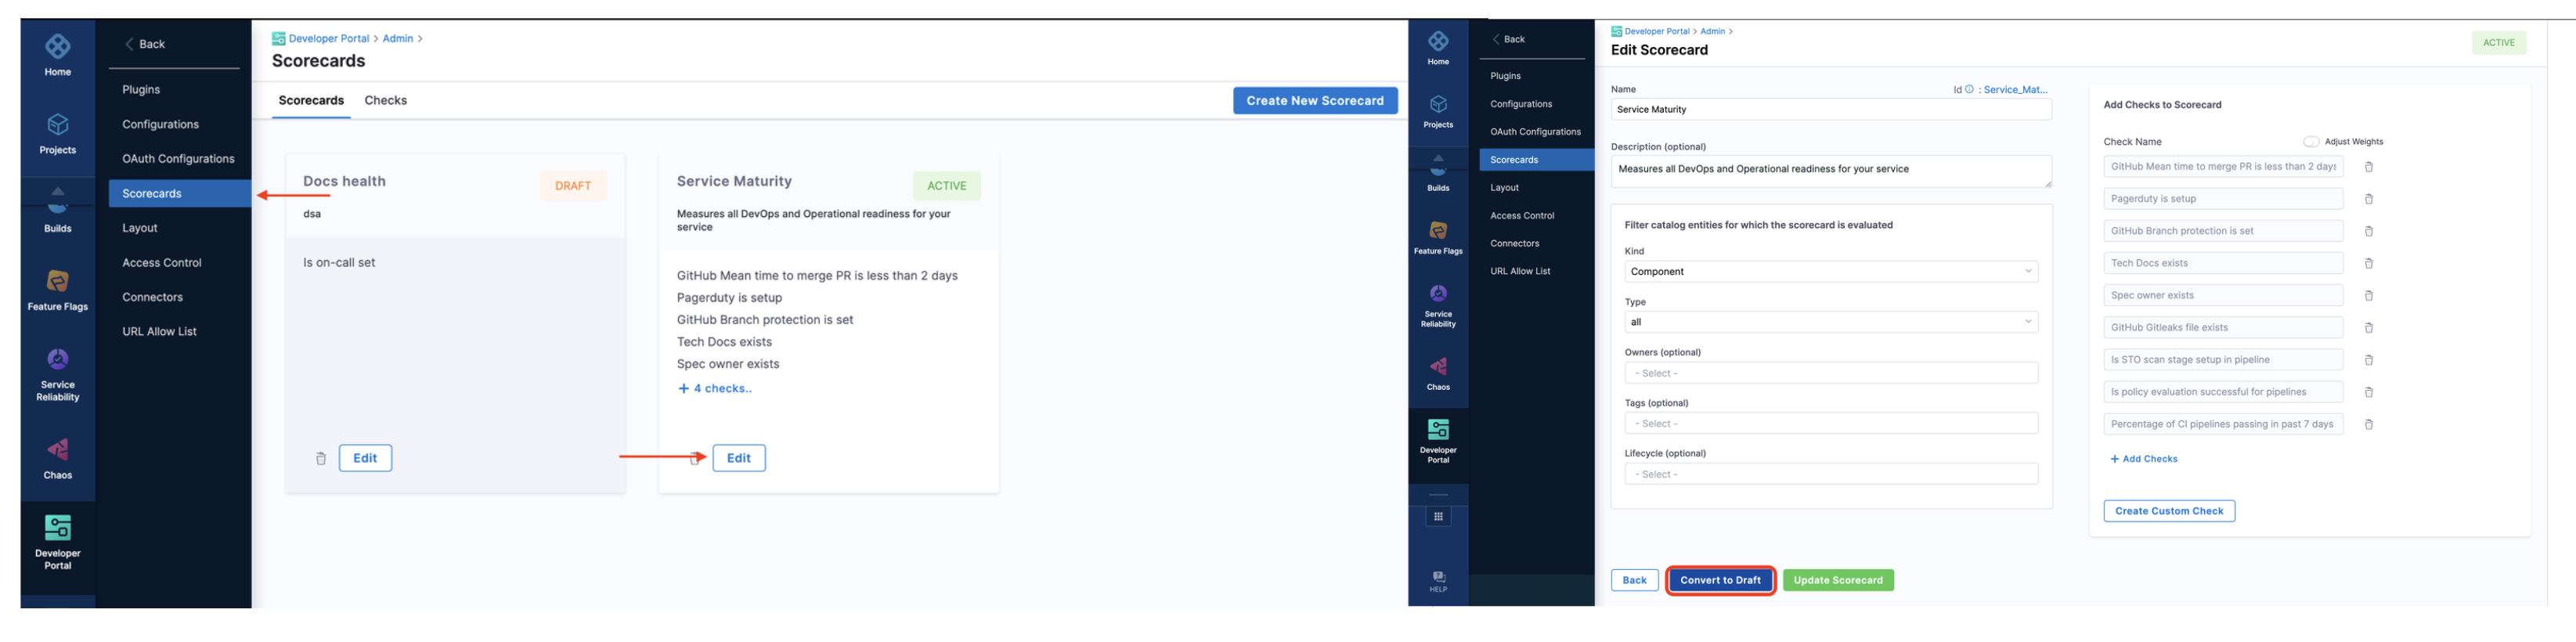 Home
Projects
Builds
Feature Flags
Service
Reliability
Chaos
Developer
Portal
Back
Plugins
Configurations
OAuth Configurations
Scorecards
Layout
Access Control
Connectors
URL Allow List
Developer Portal > Admin >
Scorecards
Scorecards Checks
Create New Scorecard
Docs health
DRAFT
dsa
Is on-call set
Edit
Service Maturity
ACTIVE
Measures all DevOps and Operational readiness for your
service
GitHub Mean time to merge PR is less than 2 days
Pagerduty is setup
GitHub Branch protection is set
Tech Docs exists
Spec owner exists
+ 4 checks..
Edit
Home
Projects
Builds
Feature Flags
Service
Reliability
Chaos
Developer
Portal
HELP
Back
Plugins
Configurations
OAuth Configurations
Scorecards
Layout
Access Control
Connectors
URL Allow List
Developer Portal > Admin >
Edit Scorecard
ACTIVE
Name
Id : Service_Mat...
Service Maturity
Description (optional)
Measures all DevOps and Operational readiness for your service
Filter catalog entities for which the scorecard is evaluated
Kind
Component
Type
all
Owners (optional)
- Select -
Tags (optional)
- Select -
Lifecycle (optional)
- Select -
Back
Convert to Draft
Update Scorecard
Add Checks to Scorecard
Check Name
Adjust Weights
GitHub Mean time to merge PR is less than 2 days
Pagerduty is setup
GitHub Branch protection is set
Tech Docs exists
Spec owner exists
GitHub Gitleaks file exists
Is STO scan stage setup in pipeline
Is policy evaluation successful for pipelines
Percentage of CI pipelines passing in past 7 days
+ Add Checks
Create Custom Check